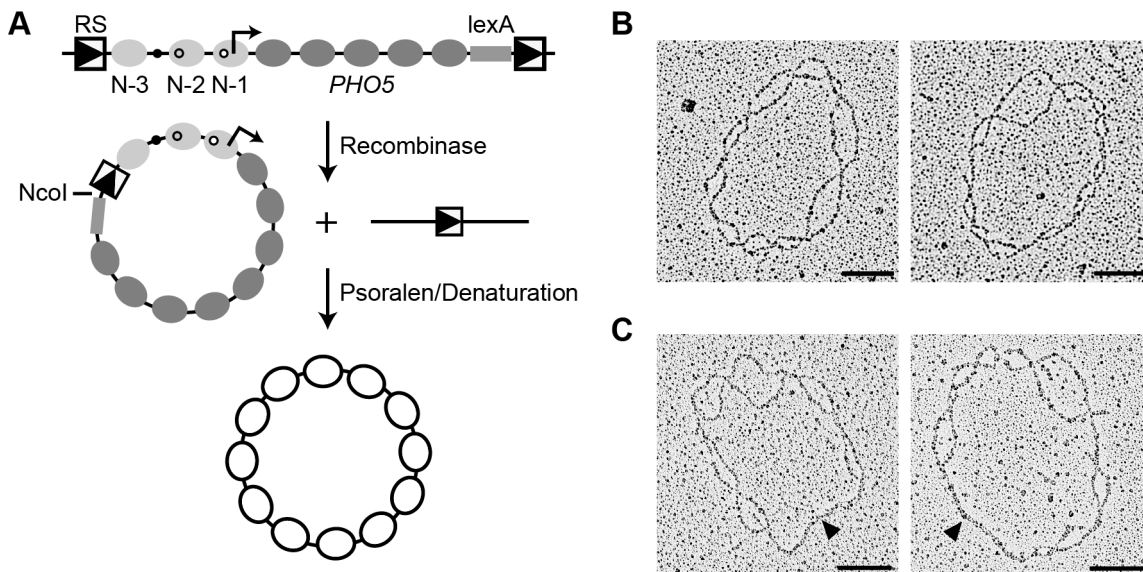 A
RS
lexA
N-3
N-2
N-1
PHO5
Recombinase
NcoI
+
Psoralen/Denaturation
B
C